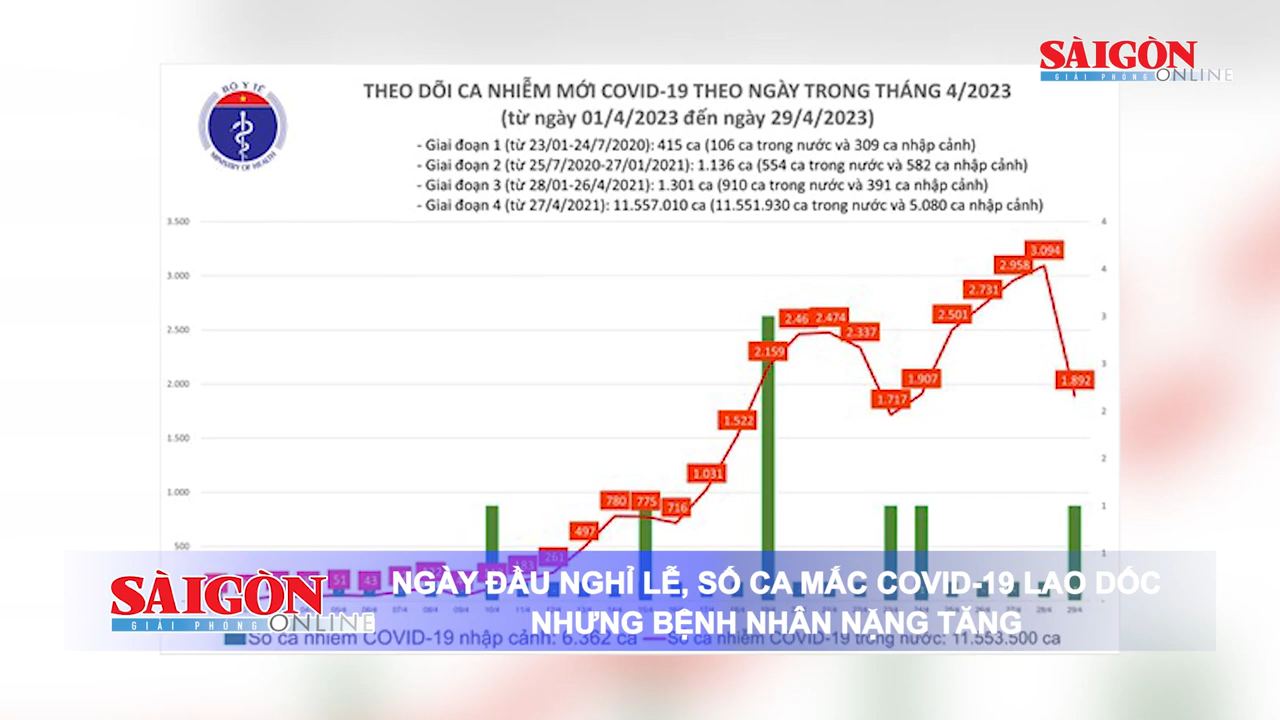 SÀIGÒN
GIẢI PHÓNG ONLINE
BỘ Y TẾ
MINISTRY OF HEALTH
THEO DÕI CA NHIỄM MỚI COVID-19 THEO NGÀY TRONG THÁNG 4/2023
(từ ngày 01/4/2023 đến ngày 29/4/2023)
- Giai đoạn 1 (từ 23/01-24/7/2020): 415 ca (106 ca trong nước và 309 ca nhập cảnh)
- Giai đoạn 2 (từ 25/7/2020-27/01/2021): 1.136 ca (554 ca trong nước và 582 ca nhập cảnh)
- Giai đoạn 3 (từ 28/01-26/4/2021): 1.301 ca (910 ca trong nước và 391 ca nhập cảnh)
- Giai đoạn 4 (từ 27/4/2021): 11.557.010 ca (11.551.930 ca trong nước và 5.080 ca nhập cảnh)
3.500 4
3.094
3.000 2.958 4
2.731
2.500 2.46 2.474 2.337 2.501 3
2.159
3
2.000 1.717 1.907 1.892 2
1.500 1.522 2
1.000 1.031 1
780 775 716
500 497 1
261
51 43
SÀIGÒN
GIẢI PHÓNG ONLINE
NGÀY ĐẦU NGHỈ LỄ, SỐ CA MẮC COVID-19 LAO DỐC
NHƯNG BỆNH NHÂN NẶNG TĂNG
Số ca nhiễm COVID-19 nhập cảnh: 6.362 ca
Số ca nhiễm COVID-19 trong nước: 11.553.500 ca